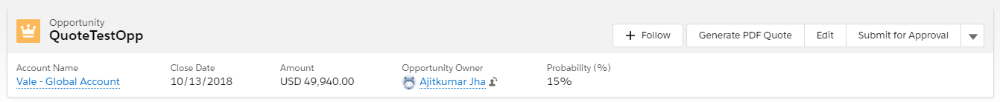 Opportunity
QuoteTestOpp
+ Follow Generate PDF Quote Edit Submit for Approval
Account Name Close Date Amount Opportunity Owner Probability (%)
Vale - Global Account 10/13/2018 USD 49,940.00 Ajitkumar Jha 15%